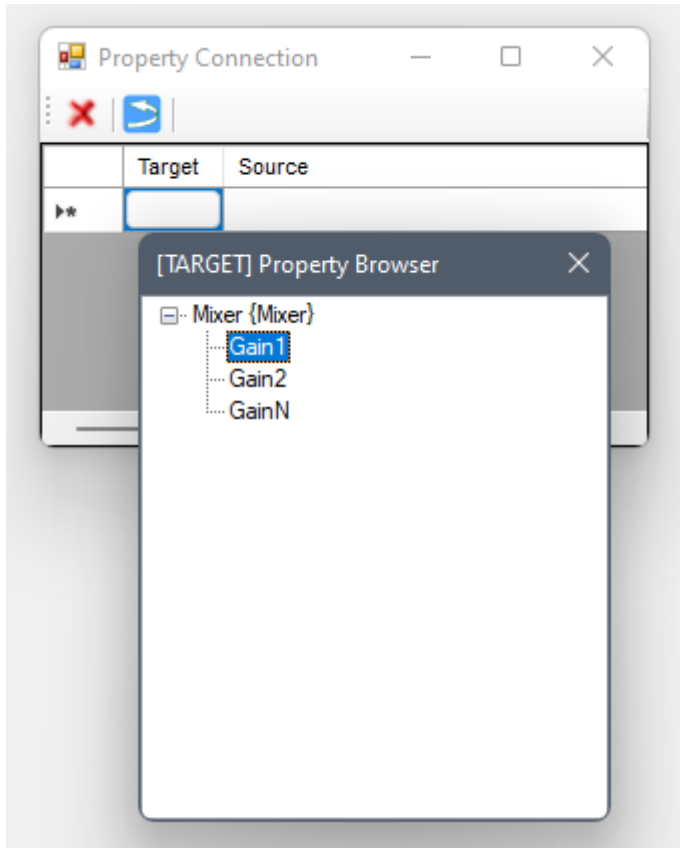 Property Connection
Target Source
[TARGET] Property Browser
Mixer {Mixer}
Gain1
Gain2
GainN